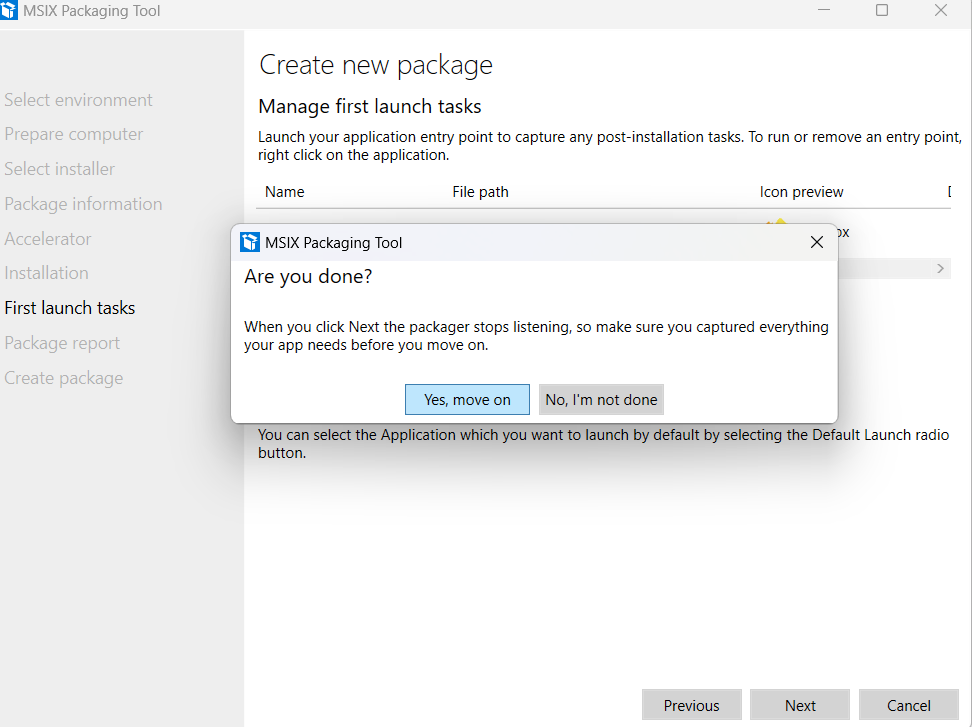 MSIX Packaging Tool
Select environment
Prepare computer
Select installer
Package information
Accelerator
Installation
First launch tasks
Package report
Create package
Create new package
Manage first launch tasks
Launch your application entry point to capture any post-installation tasks. To run or remove an entry point,
right click on the application.
Name File path Icon preview
MSIX Packaging Tool
Are you done?
When you click Next the packager stops listening, so make sure you captured everything
your app needs before you move on.
Yes, move on No, I'm not done
You can select the Application which you want to launch by default by selecting the Default Launch radio
button.
Previous Next Cancel